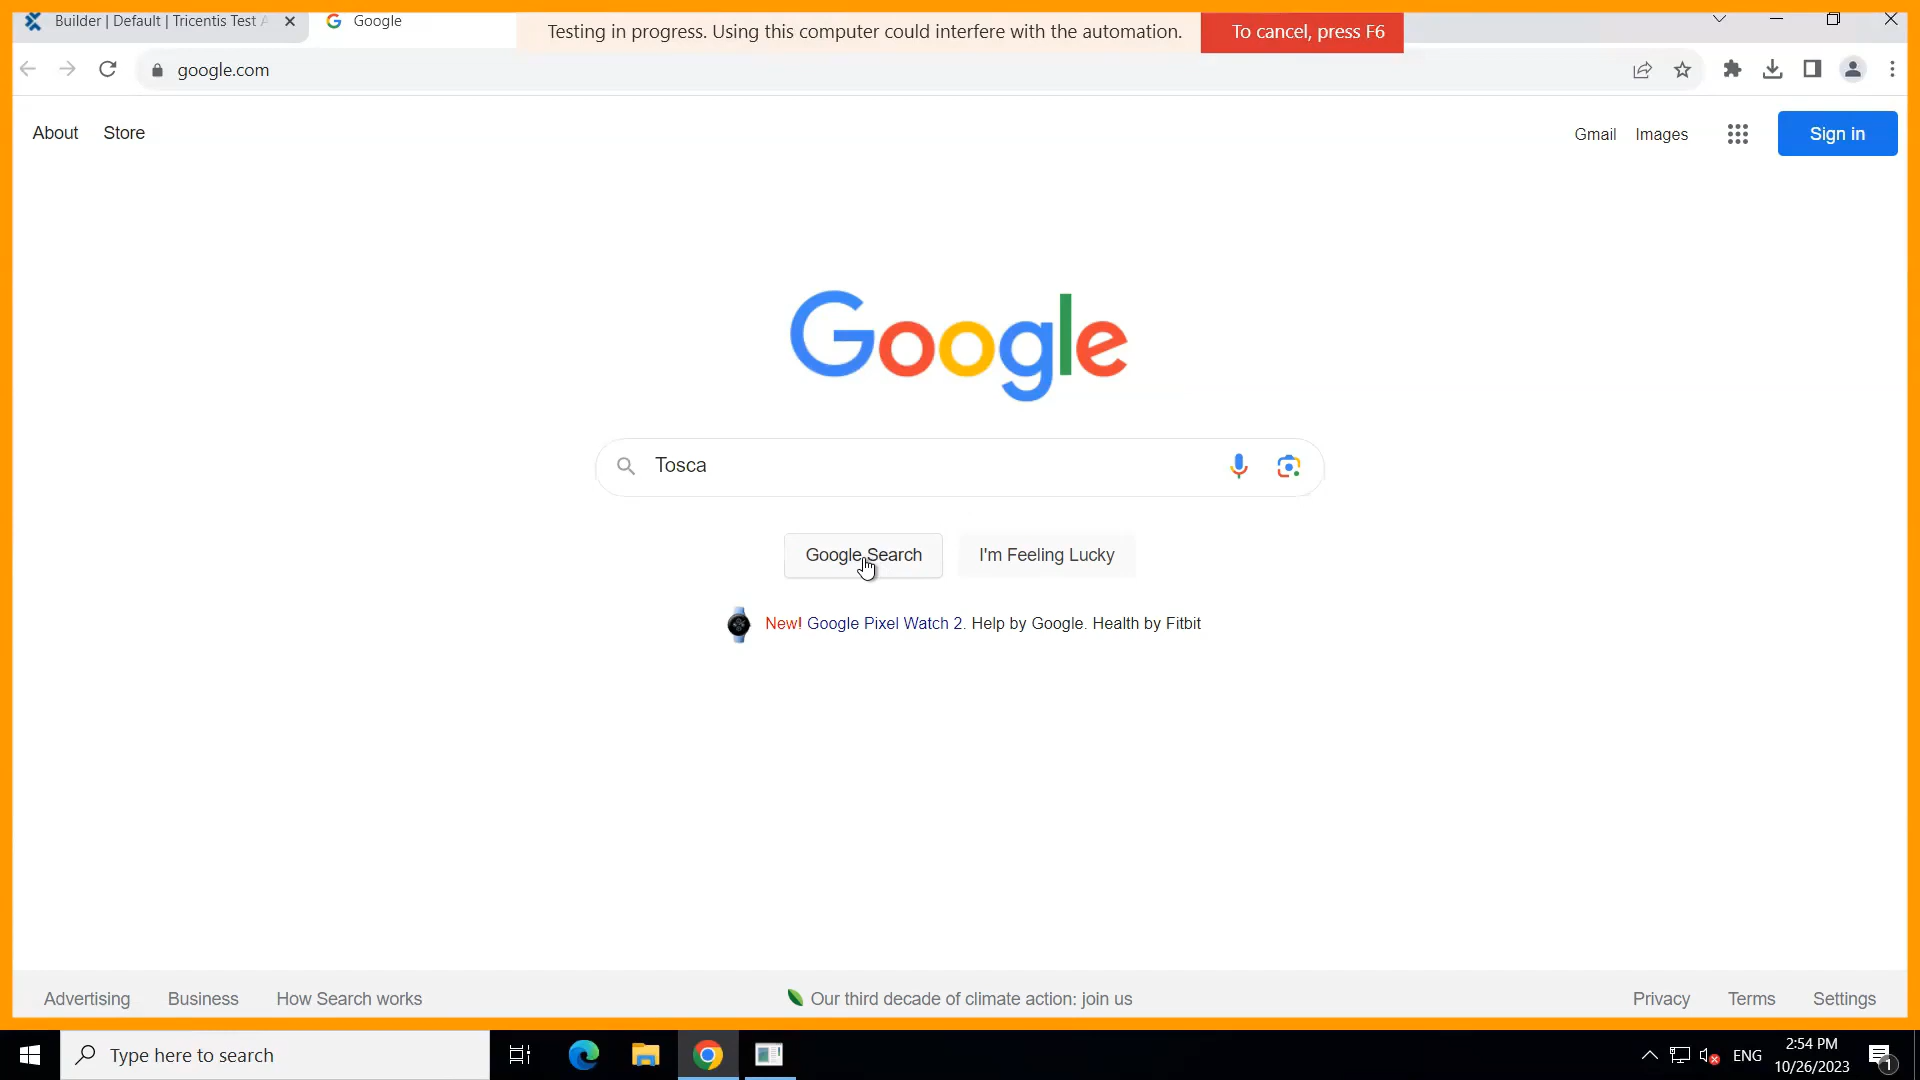 Builder | Default | Tricentis Test A
Google
Testing in progress. Using this computer could interfere with the automation.
To cancel, press F6
google.com
About Store
Gmail Images
Sign in
Google
Tosca
Google Search
I'm Feeling Lucky
New! Google Pixel Watch 2. Help by Google. Health by Fitbit
Advertising Business How Search works
Our third decade of climate action: join us
Privacy Terms Settings
Type here to search
ENG
2:54 PM
10/26/2023
1